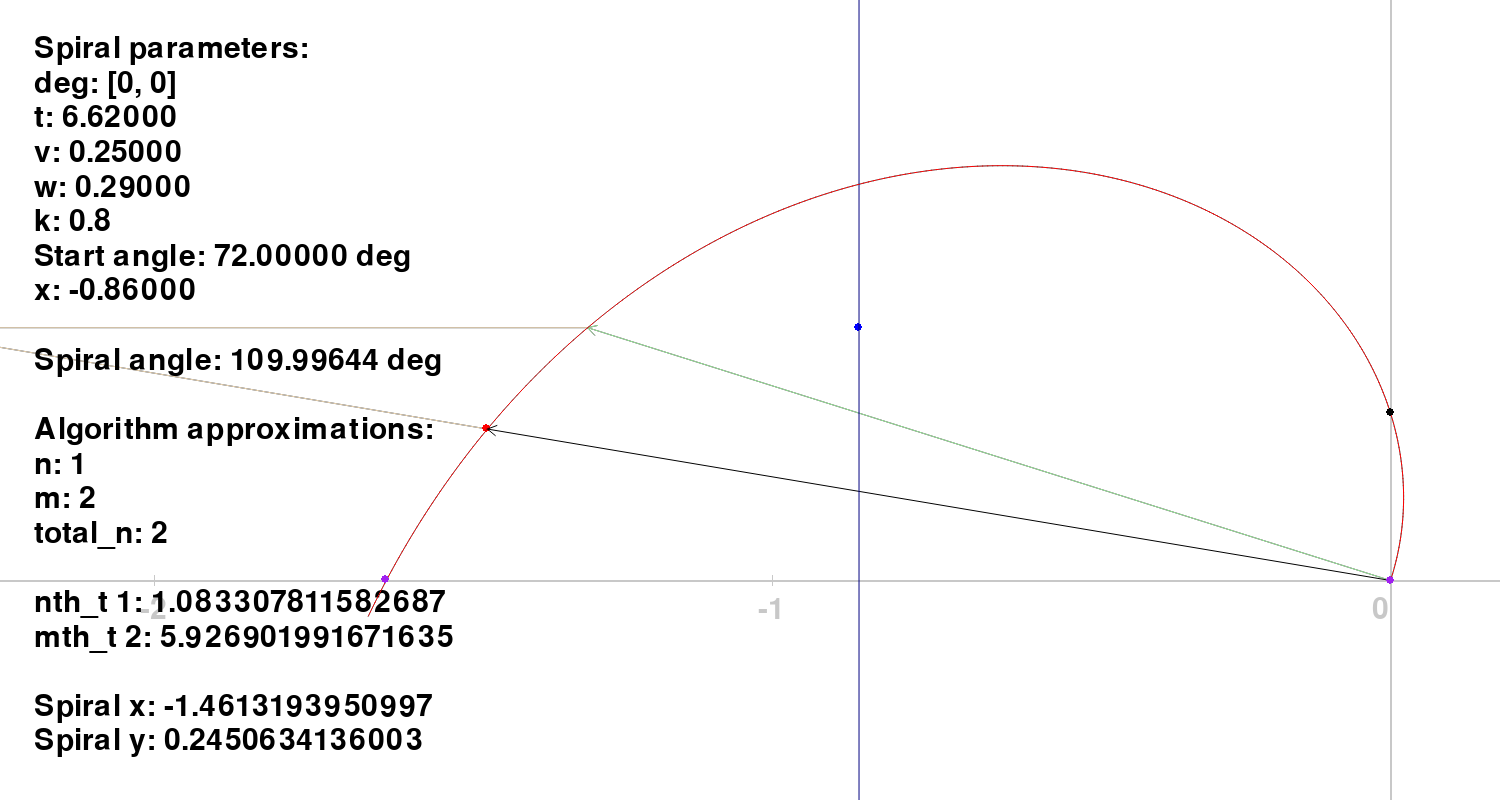 Spiral parameters:
deg: [0, 0]
t: 6.62000
v: 0.25000
w: 0.29000
k: 0.8
Start angle: 72.00000 deg
x: -0.86000
Spiral angle: 109.99644 deg
Algorithm approximations:
n: 1
m: 2
total_n: 2
nth_t 1: 1.083307811582687
-2
-1
0
mth_t 2: 5.926901991671635
Spiral x: -1.4613193950997
Spiral y: 0.2450634136003